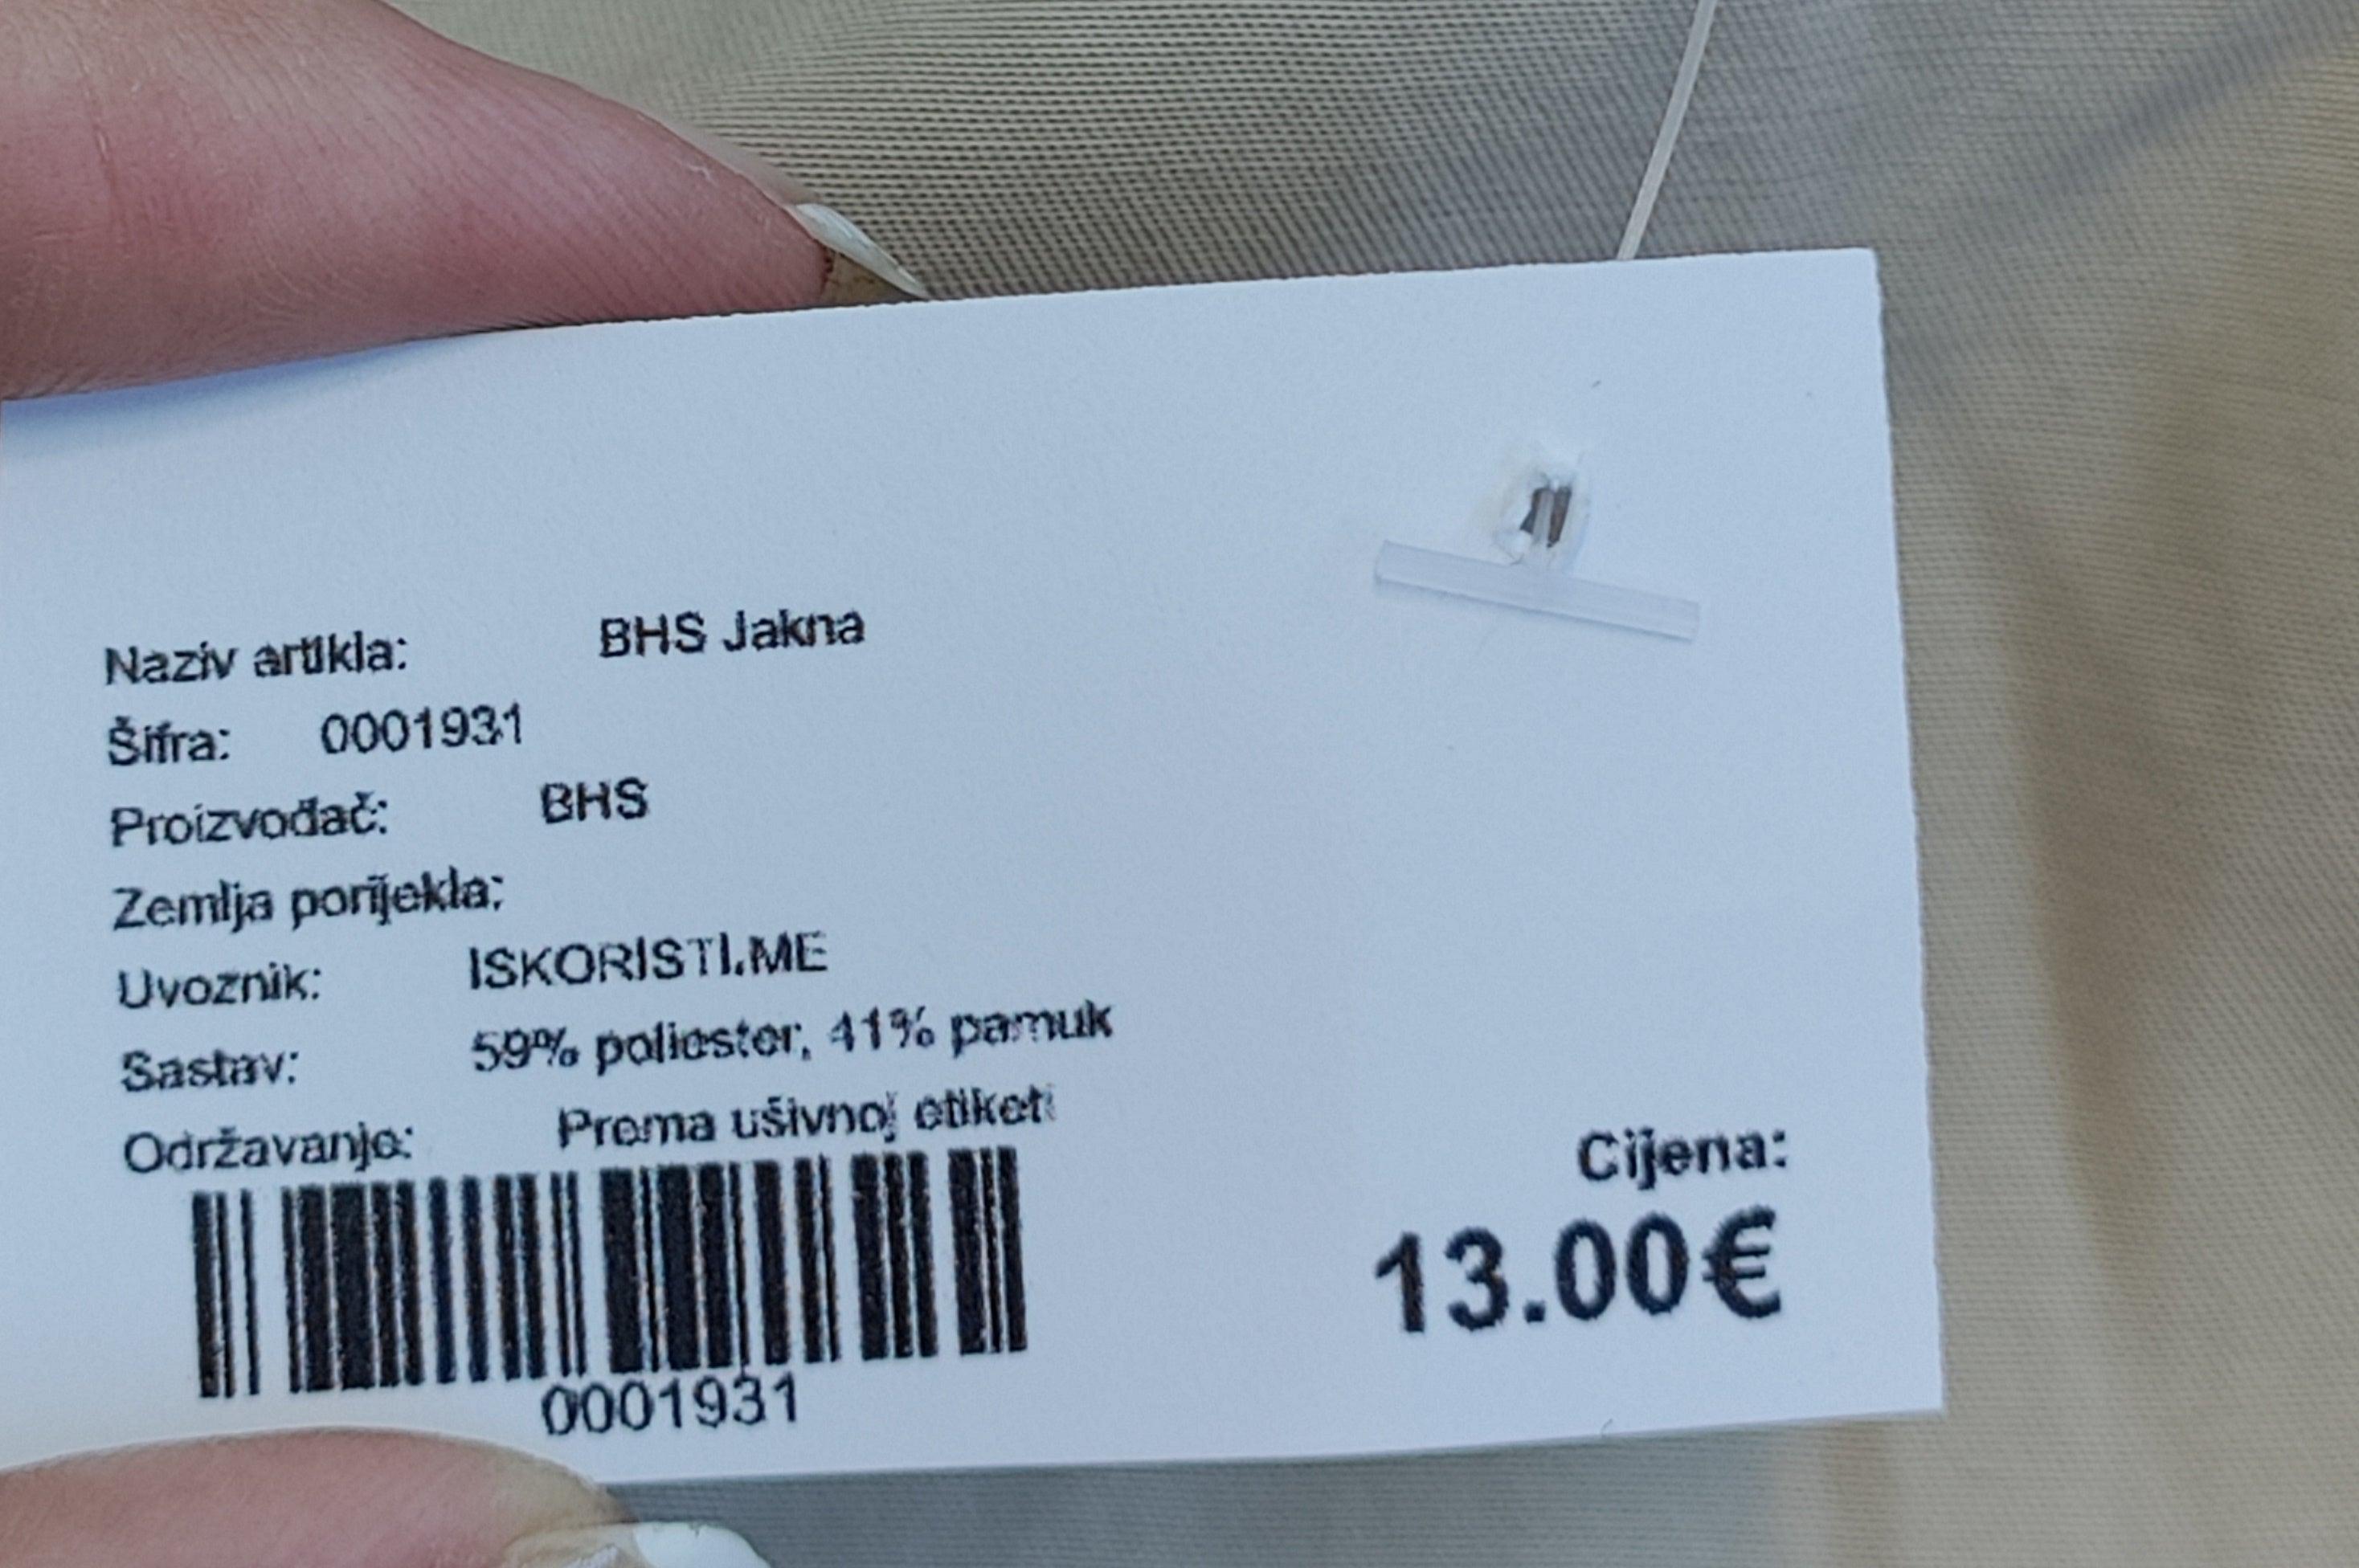 Naziv artikla: BHS Jakna
Šifra: 0001931
Proizvođač: BHS
Zemlja porijekla:
Uvoznik: ISKORISTI.ME
Sastav: 59% poliester, 41% pamuk
Održavanje: Prema ušivnoj etiketi
0001931
Cijena:
13.00€